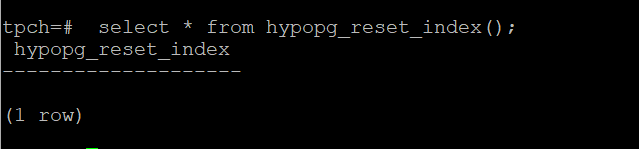 tpch=#  select * from hypopg_reset_index();
 hypopg_reset_index
--------------------
(1 row)